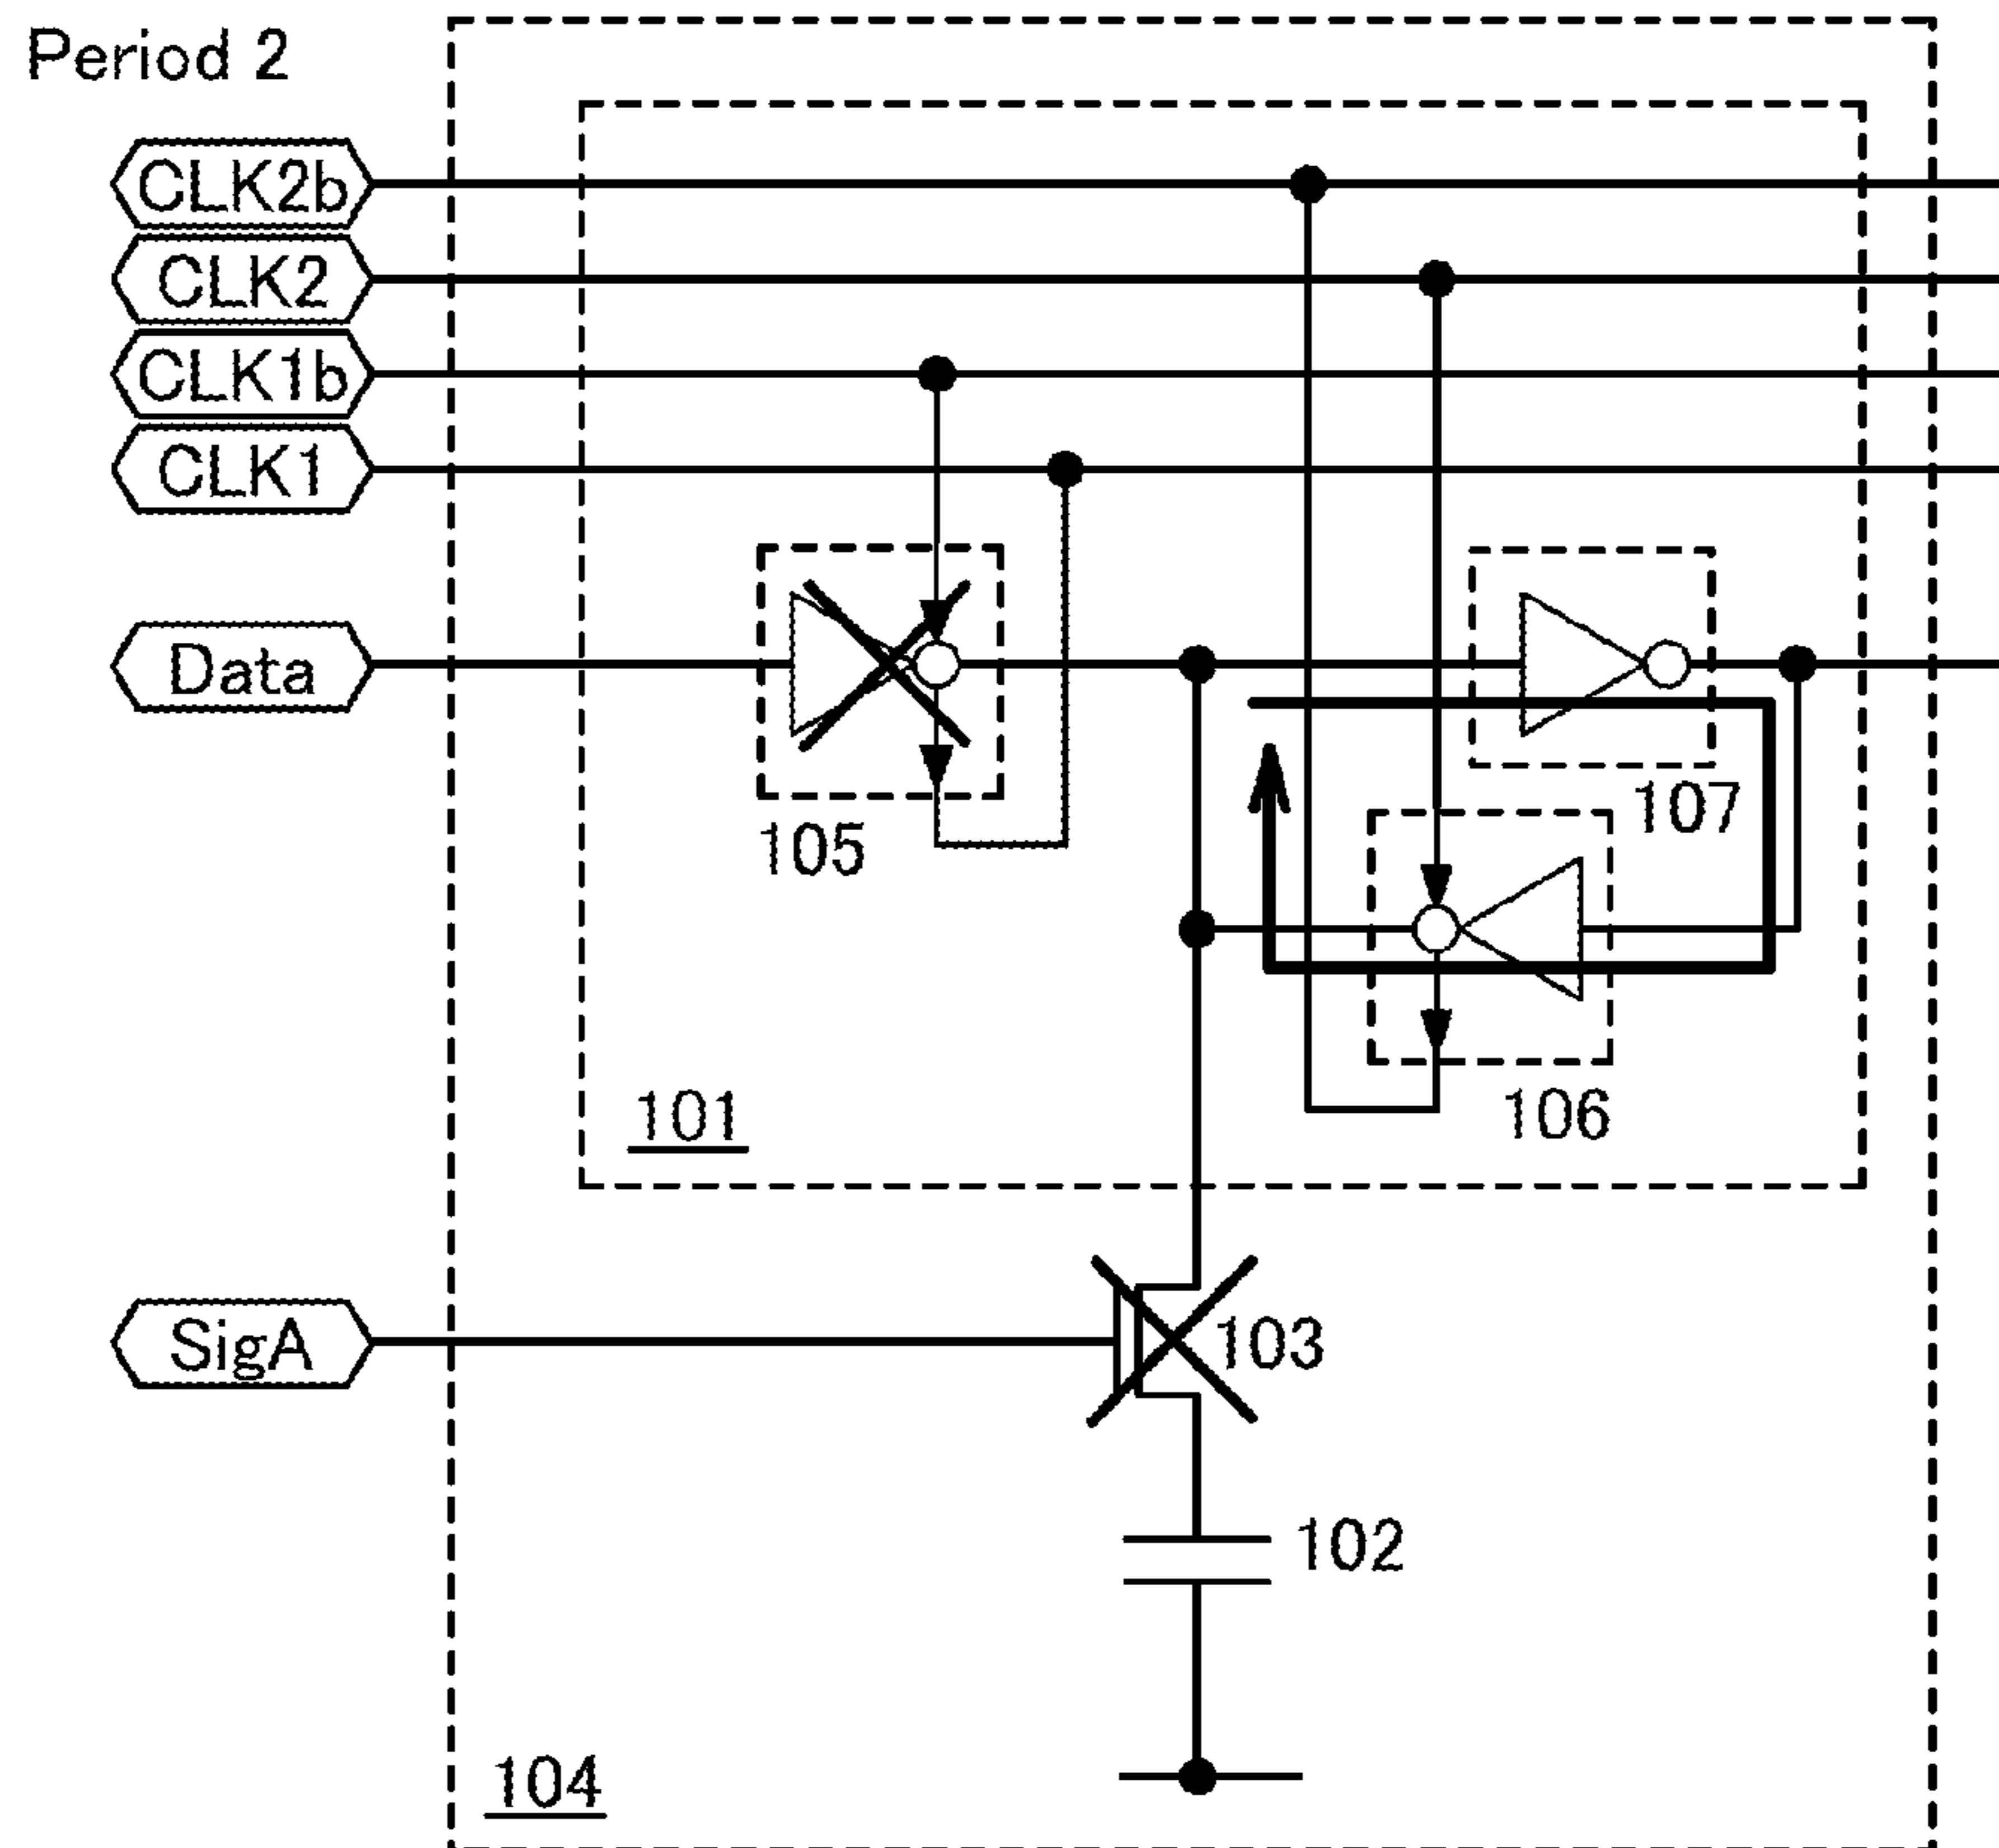 Period 2
CLK2b
CLK2
CLK1b
CLK1
Data
105
107
106
101
SigA
103
102
104